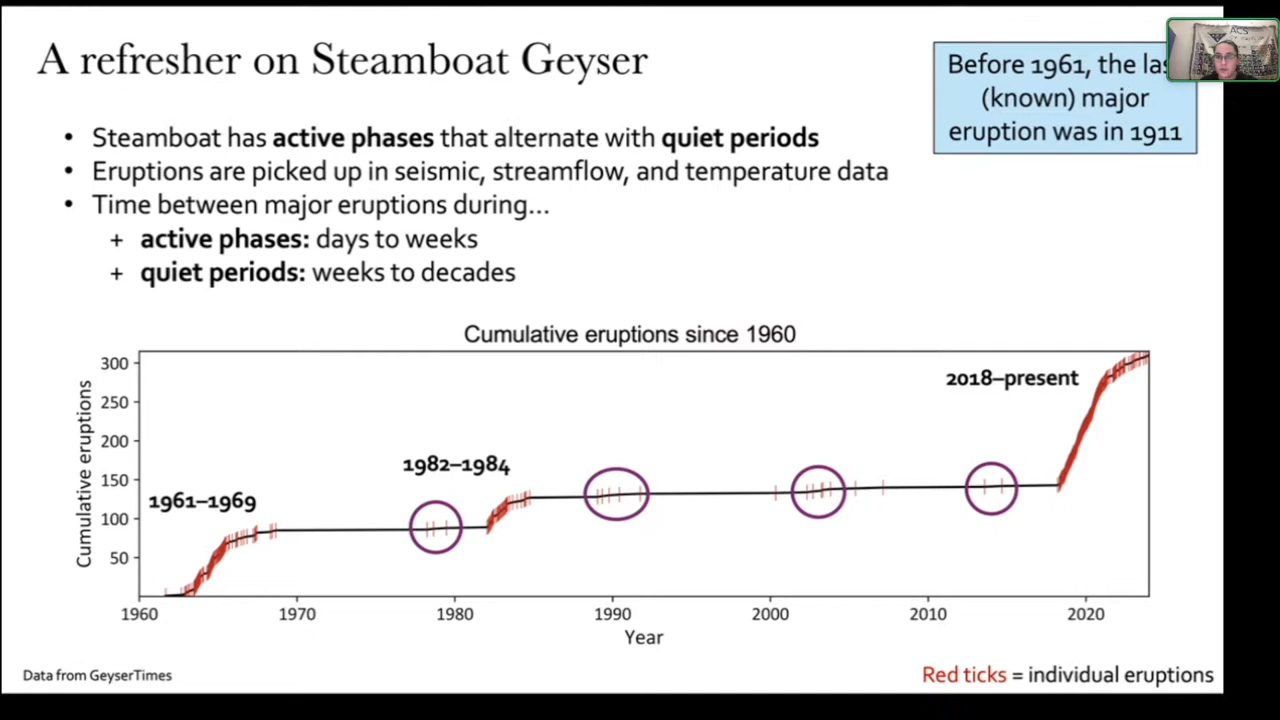 A refresher on Steamboat Geyser
Before 1961, the las
(known) major
eruption was in 1911
ACS
• Steamboat has active phases that alternate with quiet periods
• Eruptions are picked up in seismic, streamflow, and temperature data
• Time between major eruptions during...
+ active phases: days to weeks
+ quiet periods: weeks to decades
Cumulative eruptions since 1960
Cumulative eruptions
300
250
200
150
100
50
1961–1969
1982–1984
2018–present
1960 1970 1980 1990 2000 2010 2020
Year
Data from GeyserTimes
Red ticks = individual eruptions